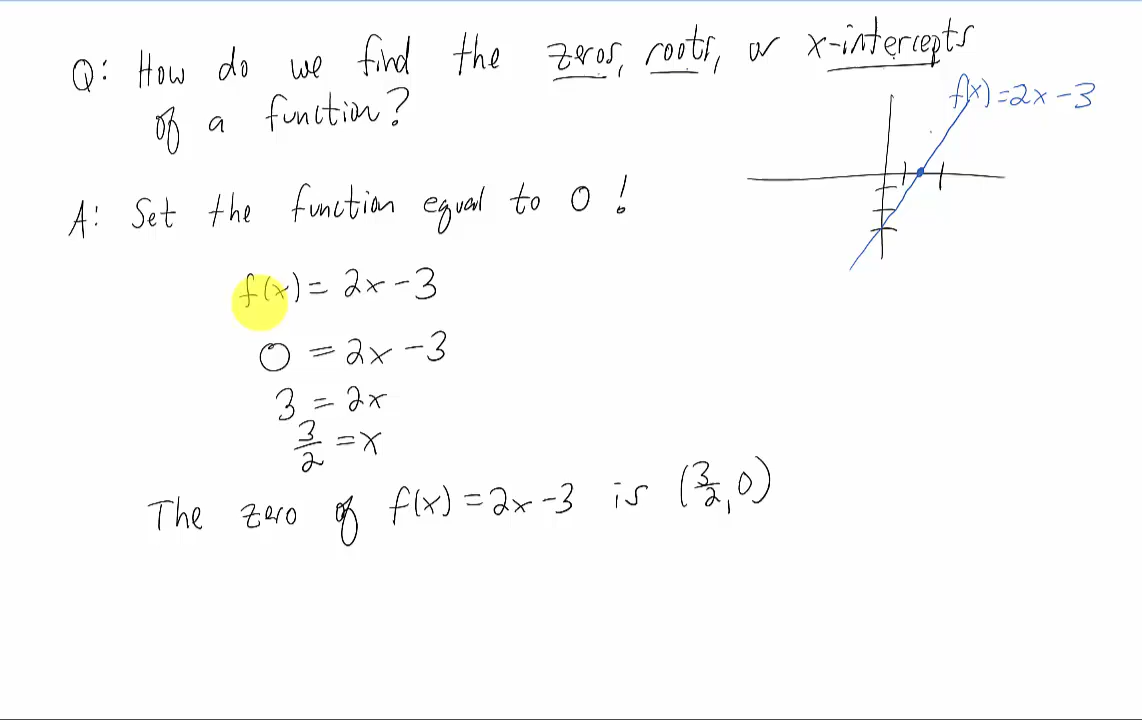 Q: How do we find the zeros, roots, or x-intercepts
of a function?
f(x)=2x-3
A: Set the function equal to 0!
f(x) = 2x-3
0 = 2x-3
3 = 2x
3/2 = x
The zero of f(x)=2x-3 is (3/2, 0)